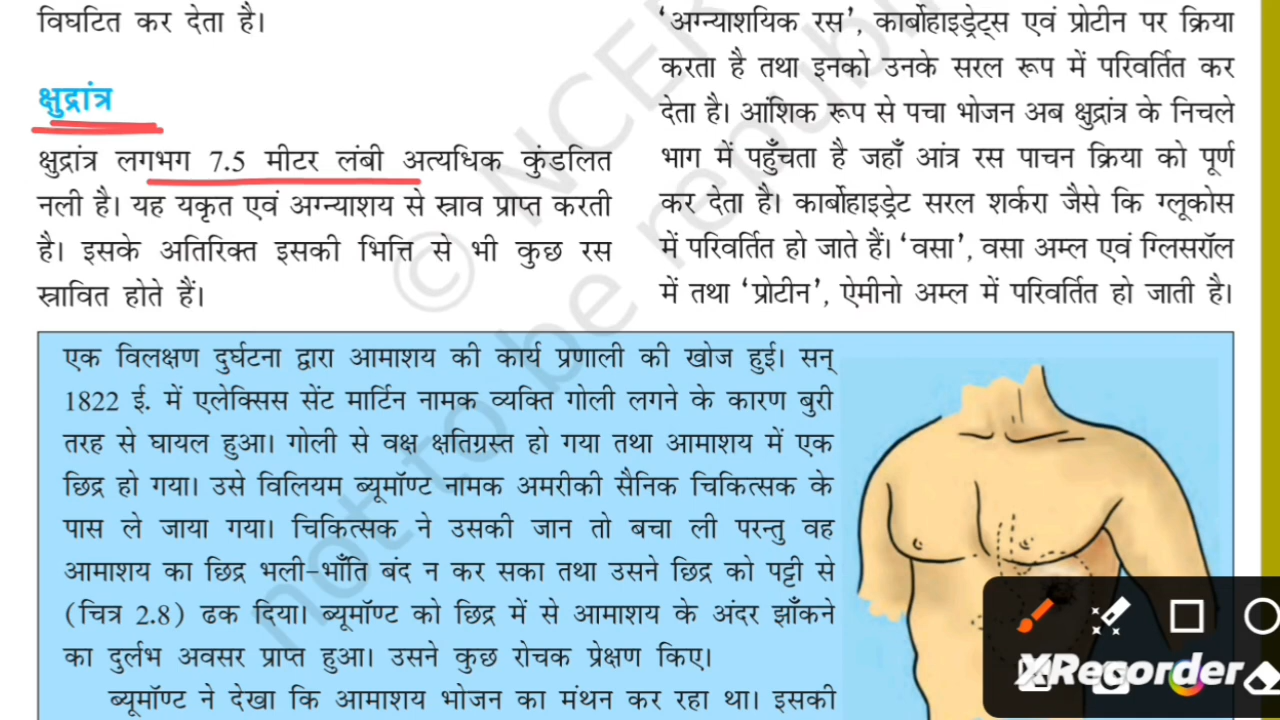 विघटित कर देता है।
क्षुद्रांत्र
क्षुद्रांत्र लगभग 7.5 मीटर लंबी अत्यधिक कुंडलित
नली है। यह यकृत एवं अग्न्याशय से स्राव प्राप्त करती
है। इसके अतिरिक्त इसकी भित्ति से भी कुछ रस
स्रावित होते हैं।
‘अग्न्याशयिक रस’, कार्बोहाइड्रेट्स एवं प्रोटीन पर क्रिया
करता है तथा इनको उनके सरल रूप में परिवर्तित कर
देता है। आंशिक रूप से पचा भोजन अब क्षुद्रांत्र के निचले
भाग में पहुँचता है जहाँ आंत्र रस पाचन क्रिया को पूर्ण
कर देता है। कार्बोहाइड्रेट सरल शर्करा जैसे कि ग्लूकोस
में परिवर्तित हो जाते हैं। ‘वसा’, वसा अम्ल एवं ग्लिसरॉल
में तथा ‘प्रोटीन’, ऐमीनो अम्ल में परिवर्तित हो जाती है।
एक विलक्षण दुर्घटना द्वारा आमाशय की कार्य प्रणाली की खोज हुई। सन्
1822 ई. में एलेक्सिस सेंट मार्टिन नामक व्यक्ति गोली लगने के कारण बुरी
तरह से घायल हुआ। गोली से वक्ष क्षतिग्रस्त हो गया तथा आमाशय में एक
छिद्र हो गया। उसे विलियम ब्यूमॉण्ट नामक अमरीकी सैनिक चिकित्सक के
पास ले जाया गया। चिकित्सक ने उसकी जान तो बचा ली परन्तु वह
आमाशय का छिद्र भली-भाँति बंद न कर सका तथा उसने छिद्र को पट्टी से
(चित्र 2.8) ढक दिया। ब्यूमॉण्ट को छिद्र में से आमाशय के अंदर झाँकने
का दुर्लभ अवसर प्राप्त हुआ। उसने कुछ रोचक प्रेक्षण किए।
ब्यूमॉण्ट ने देखा कि आमाशय भोजन का मंथन कर रहा था। इसकी
© NCE
not to be republi
XRecorder